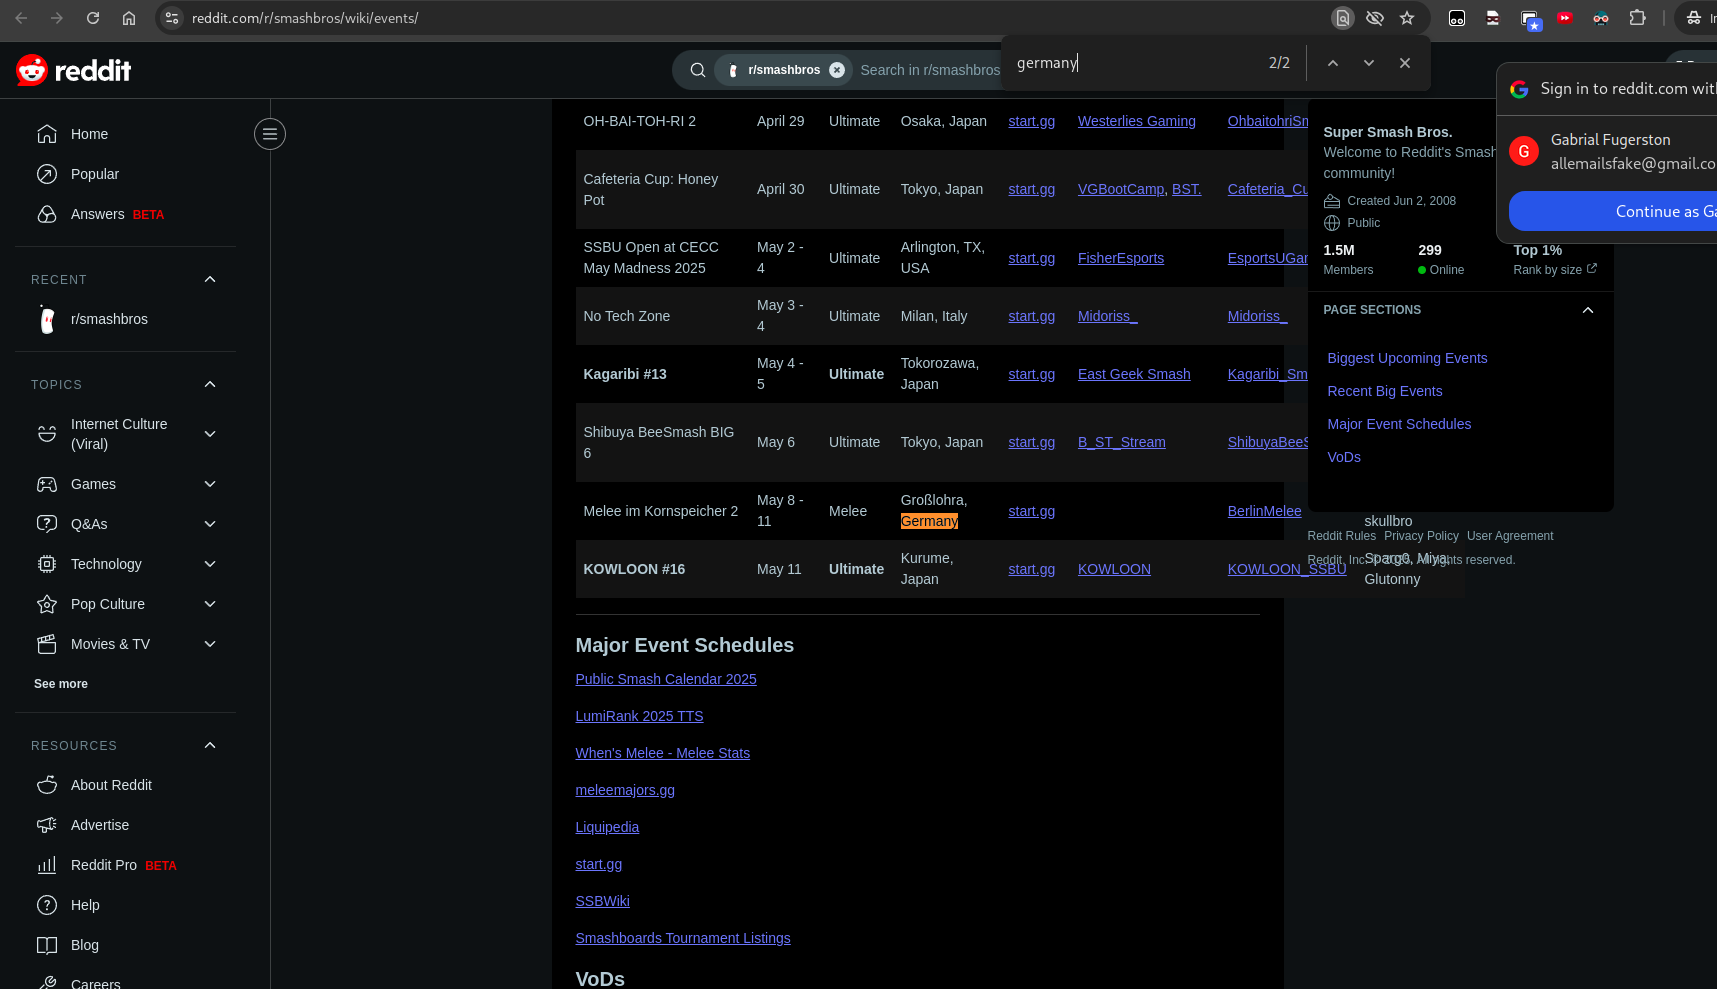 reddit.com/r/smashbros/wiki/events/
germany
2/2
reddit
r/smashbros
Search in r/smashbros
Home
Popular
Answers BETA
RECENT
r/smashbros
TOPICS
Internet Culture
(Viral)
Games
Q&As
Technology
Pop Culture
Movies & TV
See more
RESOURCES
About Reddit
Advertise
Reddit Pro BETA
Help
Blog
Careers
OH-BAI-TOH-RI 2 April 29 Ultimate Osaka, Japan start.gg Westerlies Gaming OhbaitohriSm
Cafeteria Cup: Honey
Pot April 30 Ultimate Tokyo, Japan start.gg VGBootCamp, BST. Cafeteria_Cu
SSBU Open at CECC
May Madness 2025 May 2 -
4 Ultimate Arlington, TX,
USA start.gg FisherEsports EsportsUGam
No Tech Zone May 3 -
4 Ultimate Milan, Italy start.gg Midoriss_ Midoriss_
Kagaribi #13 May 4 -
5 Ultimate Tokorozawa,
Japan start.gg East Geek Smash Kagaribi_Sm
Shibuya BeeSmash BIG
6 May 6 Ultimate Tokyo, Japan start.gg B_ST_Stream ShibuyaBeeS
Melee im Kornspeicher 2 May 8 -
11 Melee Großlohra,
Germany start.gg BerlinMelee skullbro
KOWLOON #16 May 11 Ultimate Kurume,
Japan start.gg KOWLOON KOWLOON_SSBU Sparg0, Miya,
Glutonny
Major Event Schedules
Public Smash Calendar 2025
LumiRank 2025 TTS
When's Melee - Melee Stats
meleemajors.gg
Liquipedia
start.gg
SSBWiki
Smashboards Tournament Listings
VoDs
Super Smash Bros.
Welcome to Reddit's Smash
community!
Created Jun 2, 2008
Public
1.5M 299 Top 1%
Members Online Rank by size
PAGE SECTIONS
Biggest Upcoming Events
Recent Big Events
Major Event Schedules
VoDs
Reddit Rules Privacy Policy User Agreement
Reddit, Inc. © 2025. All rights reserved.
Sign in to reddit.com wit
G
Gabrial Fugerston
allemailsfake@gmail.co
Continue as Ga